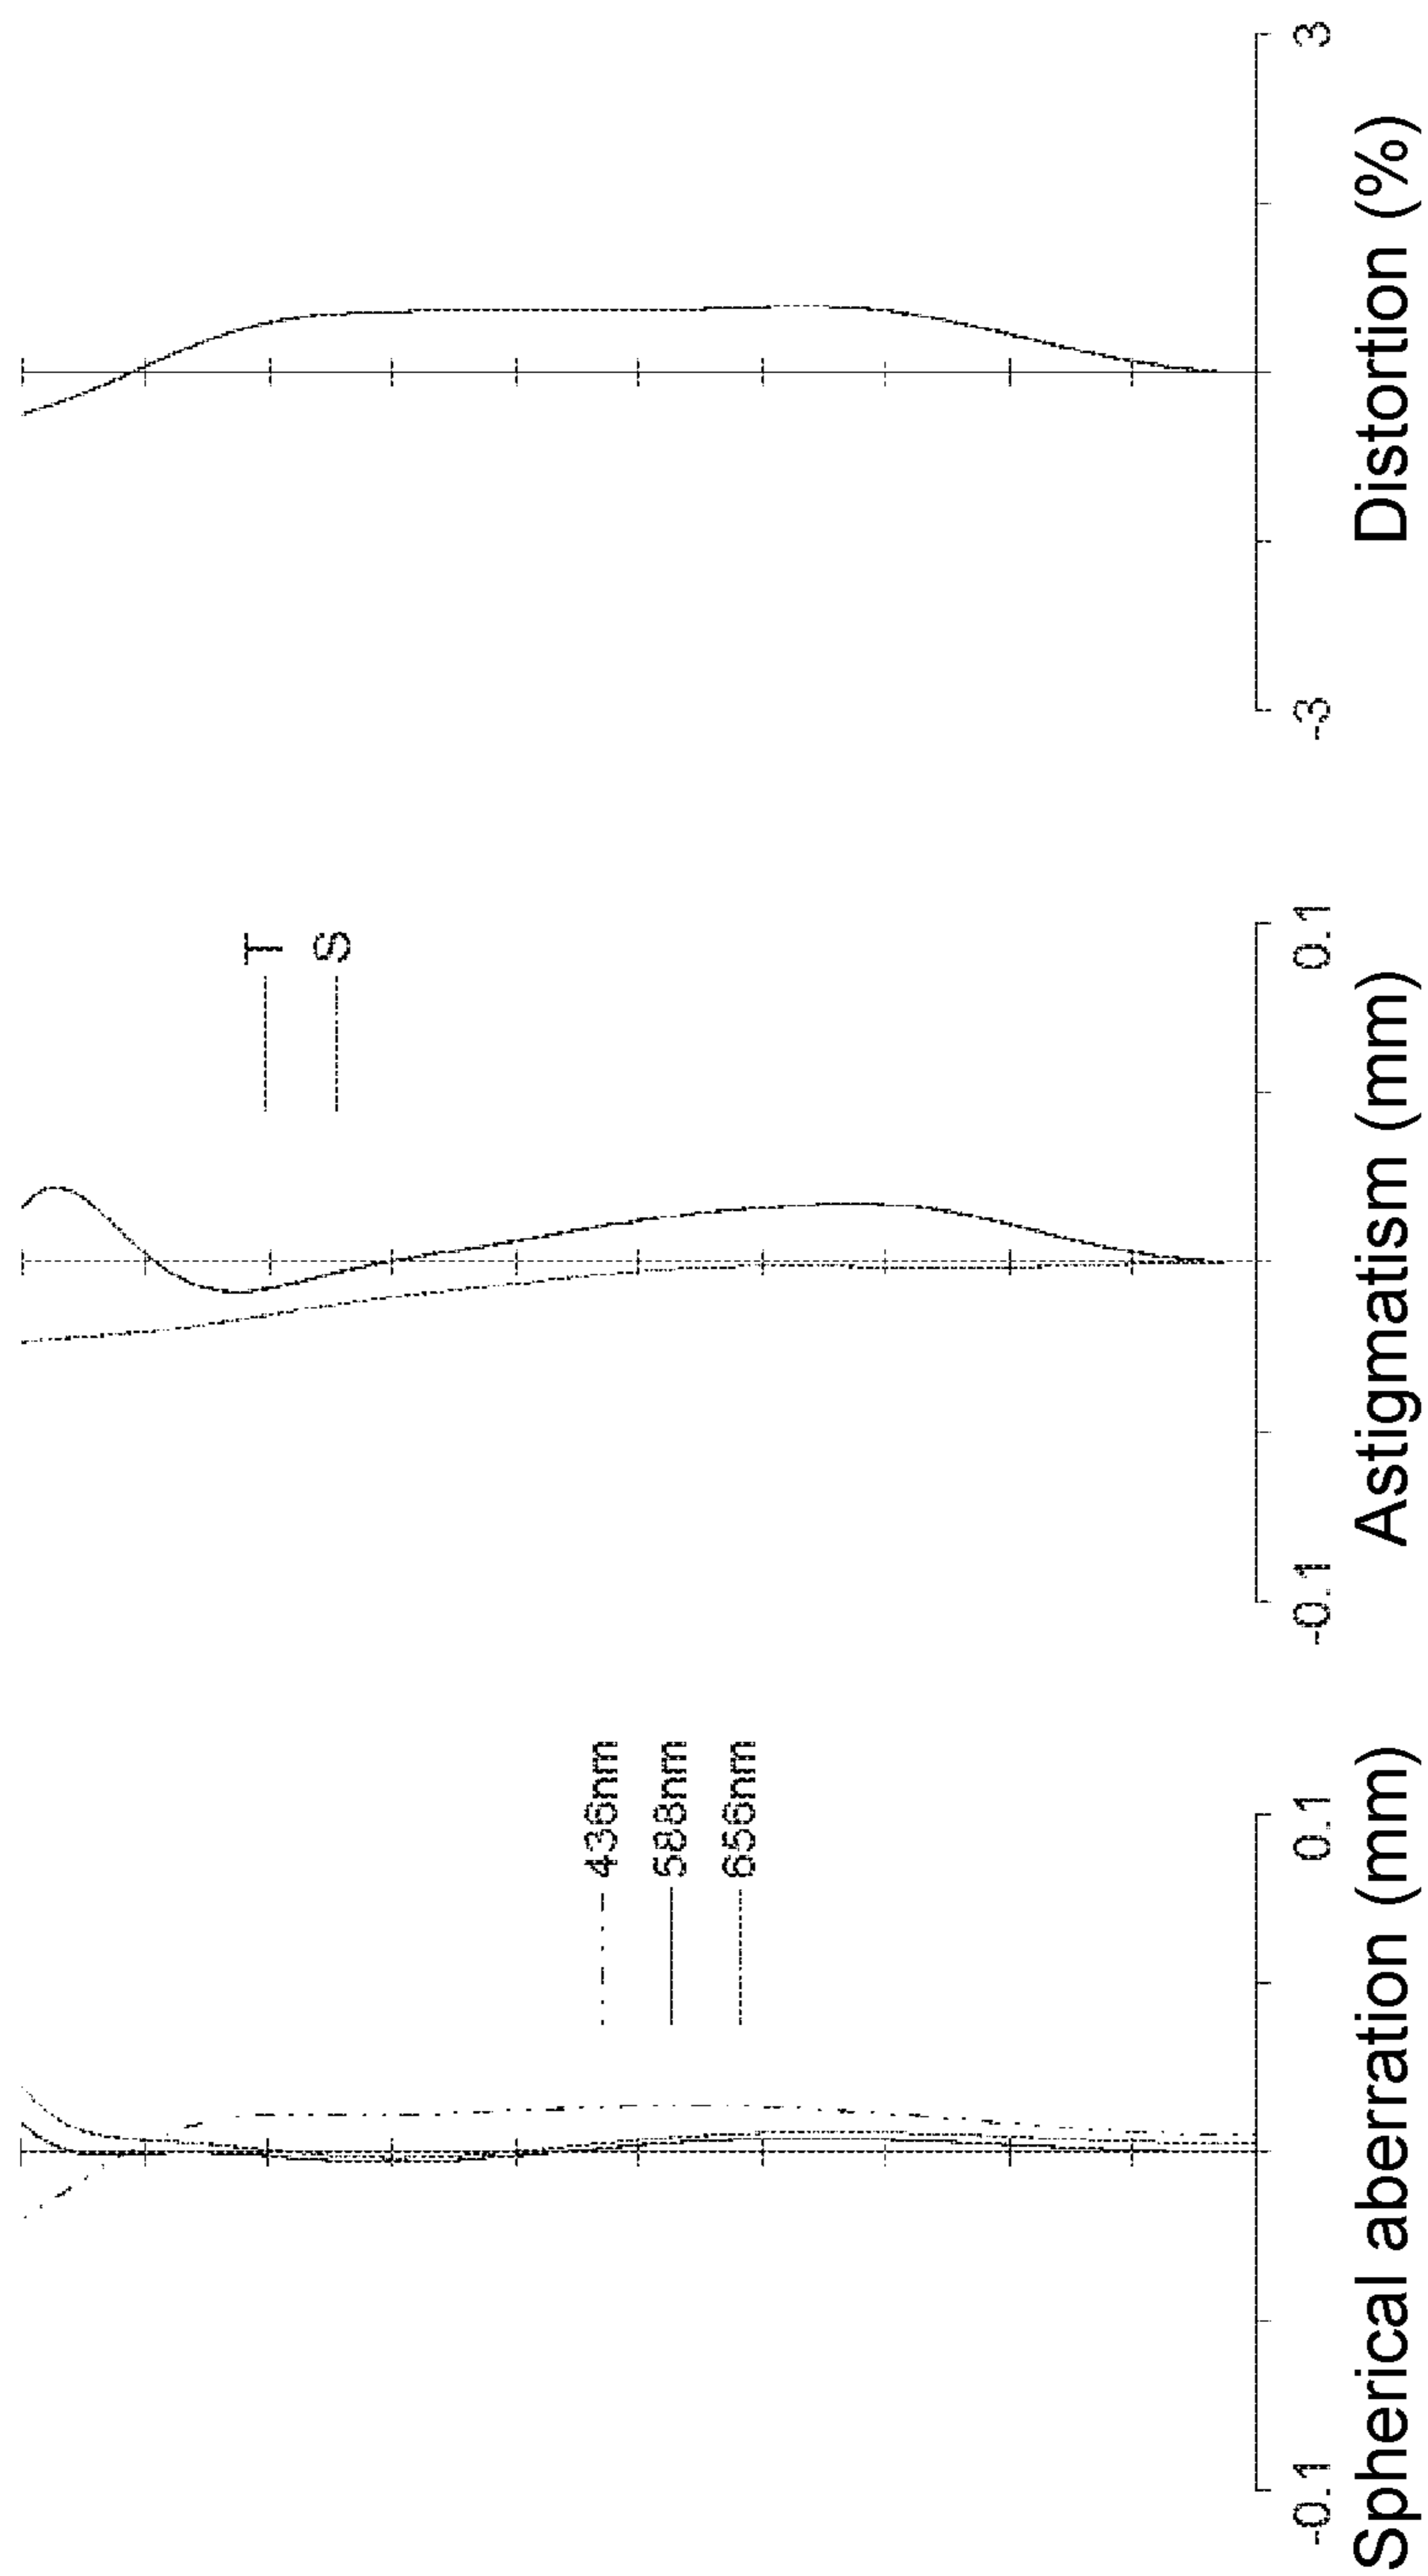 436nm
588nm
656nm
-0.1
0.1
Spherical aberration (mm)
T
S
-0.1
0.1
Astigmatism (mm)
-3
3
Distortion (%)